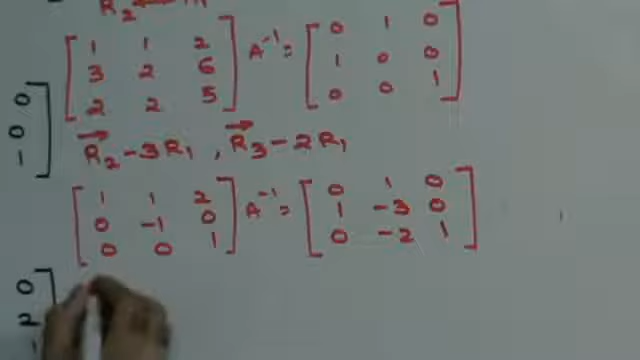 R₂ ↔ R₁
[1 1 2; 3 2 6; 2 2 5] A⁻¹ = [0 1 0; 1 0 0; 0 0 1]
R₂ - 3R₁ , R₃ - 2R₁
[1 1 2; 0 -1 0; 0 0 1] A⁻¹ = [0 1 0; 1 -3 0; 0 -2 1]